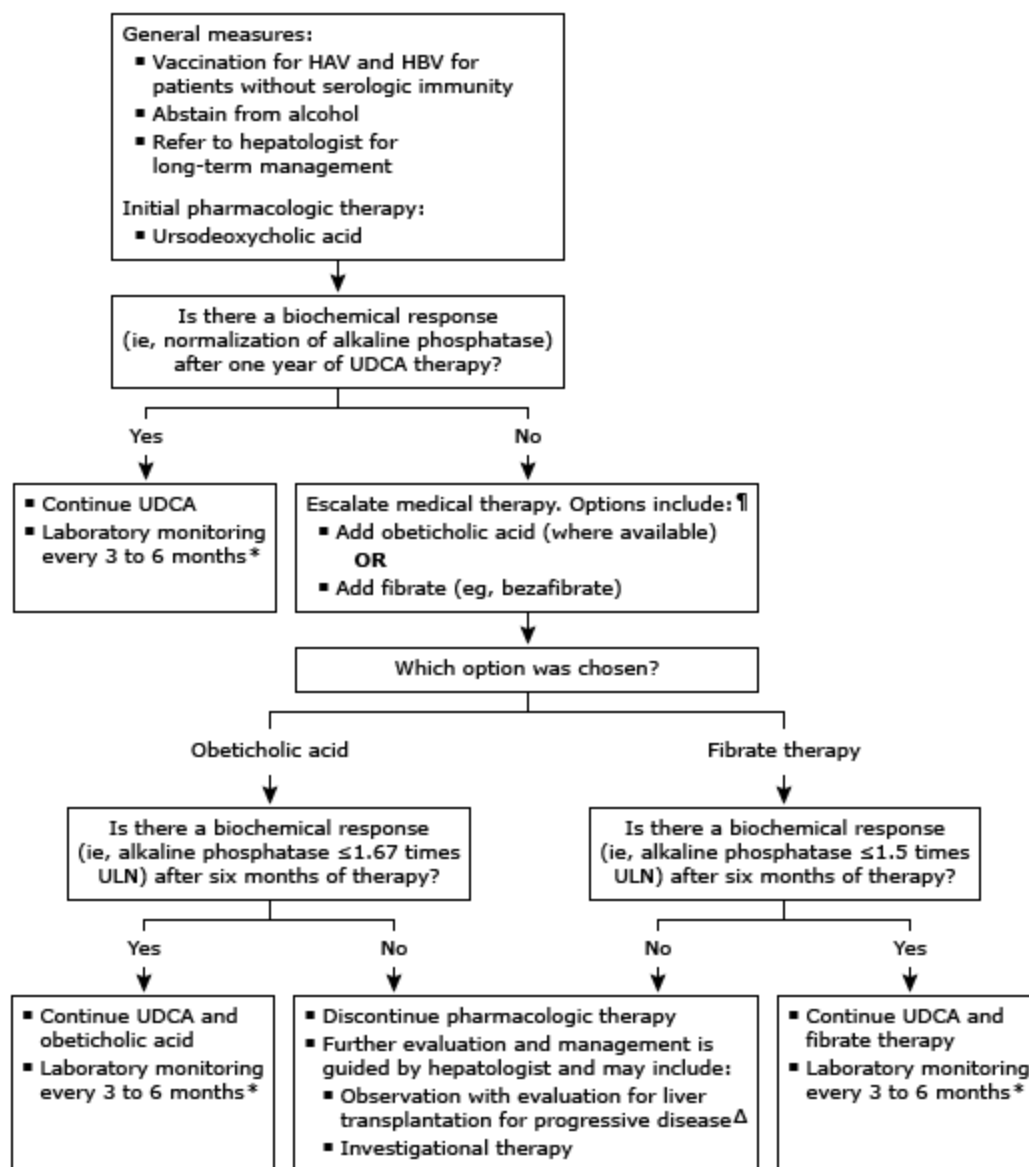 General measures:
▪ Vaccination for HAV and HBV for
patients without serologic immunity
▪ Abstain from alcohol
▪ Refer to hepatologist for
long-term management
Initial pharmacologic therapy:
▪ Ursodeoxycholic acid
Is there a biochemical response
(ie, normalization of alkaline phosphatase)
after one year of UDCA therapy?
Yes
No
▪ Continue UDCA
▪ Laboratory monitoring
every 3 to 6 months*
Escalate medical therapy. Options include:¶
▪ Add obeticholic acid (where available)
OR
▪ Add fibrate (eg, bezafibrate)
Which option was chosen?
Obeticholic acid
Fibrate therapy
Is there a biochemical response
(ie, alkaline phosphatase ≤1.67 times
ULN) after six months of therapy?
Is there a biochemical response
(ie, alkaline phosphatase ≤1.5 times
ULN) after six months of therapy?
Yes
No
No
Yes
▪ Continue UDCA and
obeticholic acid
▪ Laboratory monitoring
every 3 to 6 months*
▪ Discontinue pharmacologic therapy
▪ Further evaluation and management is
guided by hepatologist and may include:
▪ Observation with evaluation for liver
transplantation for progressive diseaseΔ
▪ Investigational therapy
▪ Continue UDCA and
fibrate therapy
▪ Laboratory monitoring
every 3 to 6 months*